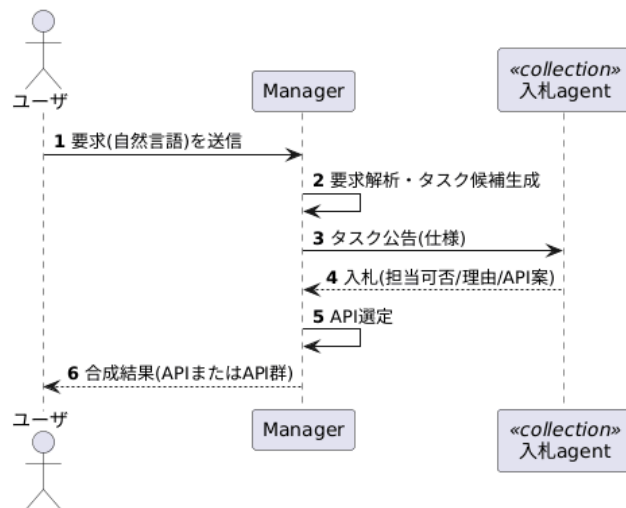 ユーザ
Manager
«collection»
入札agent
1 要求(自然言語)を送信
2 要求解析・タスク候補生成
3 タスク公告(仕様)
4 入札(担当可否/理由/API案)
5 API選定
6 合成結果(APIまたはAPI群)
ユーザ
Manager
«collection»
入札agent